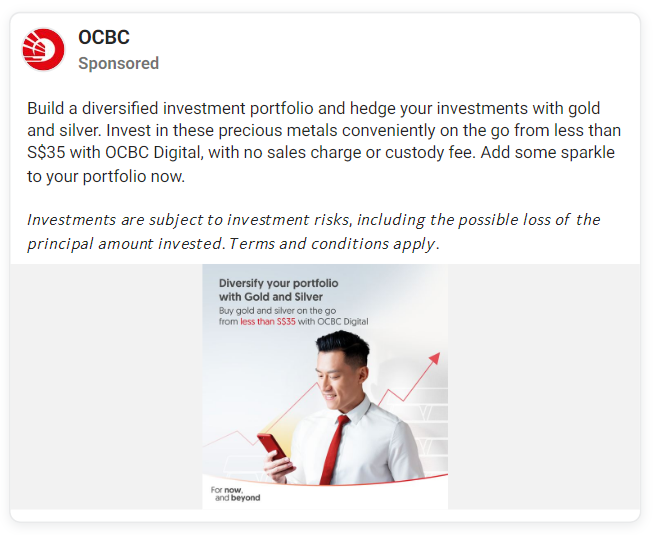 OCBC
Sponsored
Build a diversified investment portfolio and hedge your investments with gold
and silver. Invest in these precious metals conveniently on the go from less than
S$35 with OCBC Digital, with no sales charge or custody fee. Add some sparkle
to your portfolio now.
Investments are subject to investment risks, including the possible loss of the
principal amount invested. Terms and conditions apply.
Diversify your portfolio
with Gold and Silver
Buy gold and silver on the go
from less than S$35 with OCBC Digital
For now,
and beyond